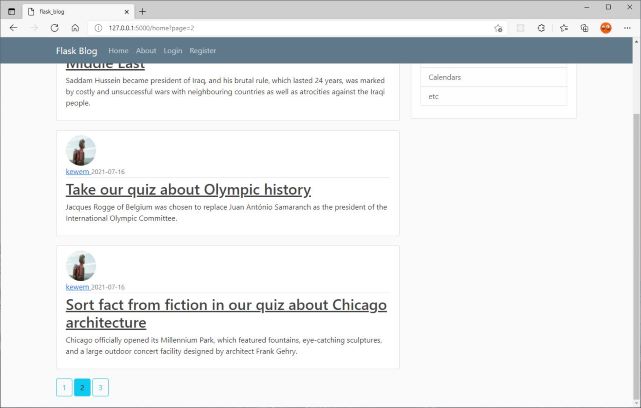 flask_blog
127.0.0.1:5000/home?page=2
Flask Blog Home About Login Register
Middle East
Saddam Hussein became president of Iraq, and his brutal rule, which lasted 24 years, was marked
by costly and unsuccessful wars with neighbouring countries as well as atrocities against the Iraqi
people.
Calendars
etc
kewem 2021-07-16
Take our quiz about Olympic history
Jacques Rogge of Belgium was chosen to replace Juan António Samaranch as the president of the
International Olympic Committee.
kewem 2021-07-16
Sort fact from fiction in our quiz about Chicago
architecture
Chicago officially opened its Millennium Park, which featured fountains, eye-catching sculptures,
and a large outdoor concert facility designed by architect Frank Gehry.
1 2 3